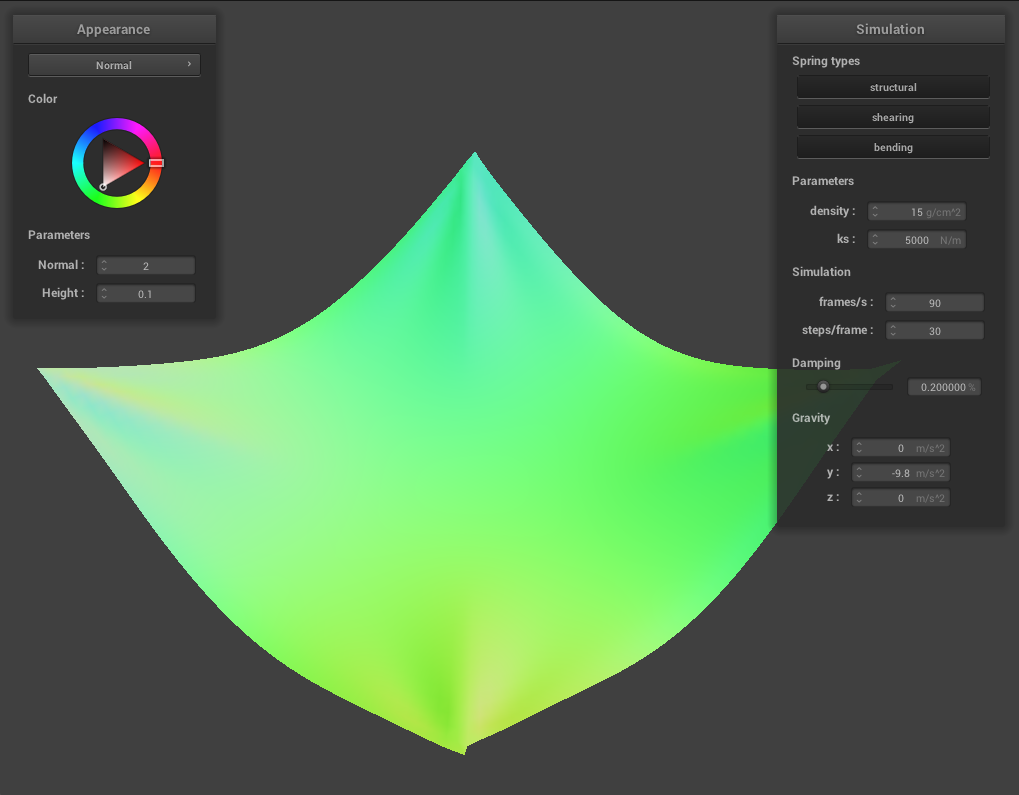 Appearance
Normal ›
Color
Parameters
Normal : 2
Height : 0.1
Simulation
Spring types
structural
shearing
bending
Parameters
density : 15 g/cm^2
ks : 5000 N/m
Simulation
frames/s : 90
steps/frame : 30
Damping
0.200000 %
Gravity
x : 0 m/s^2
y : -9.8 m/s^2
z : 0 m/s^2